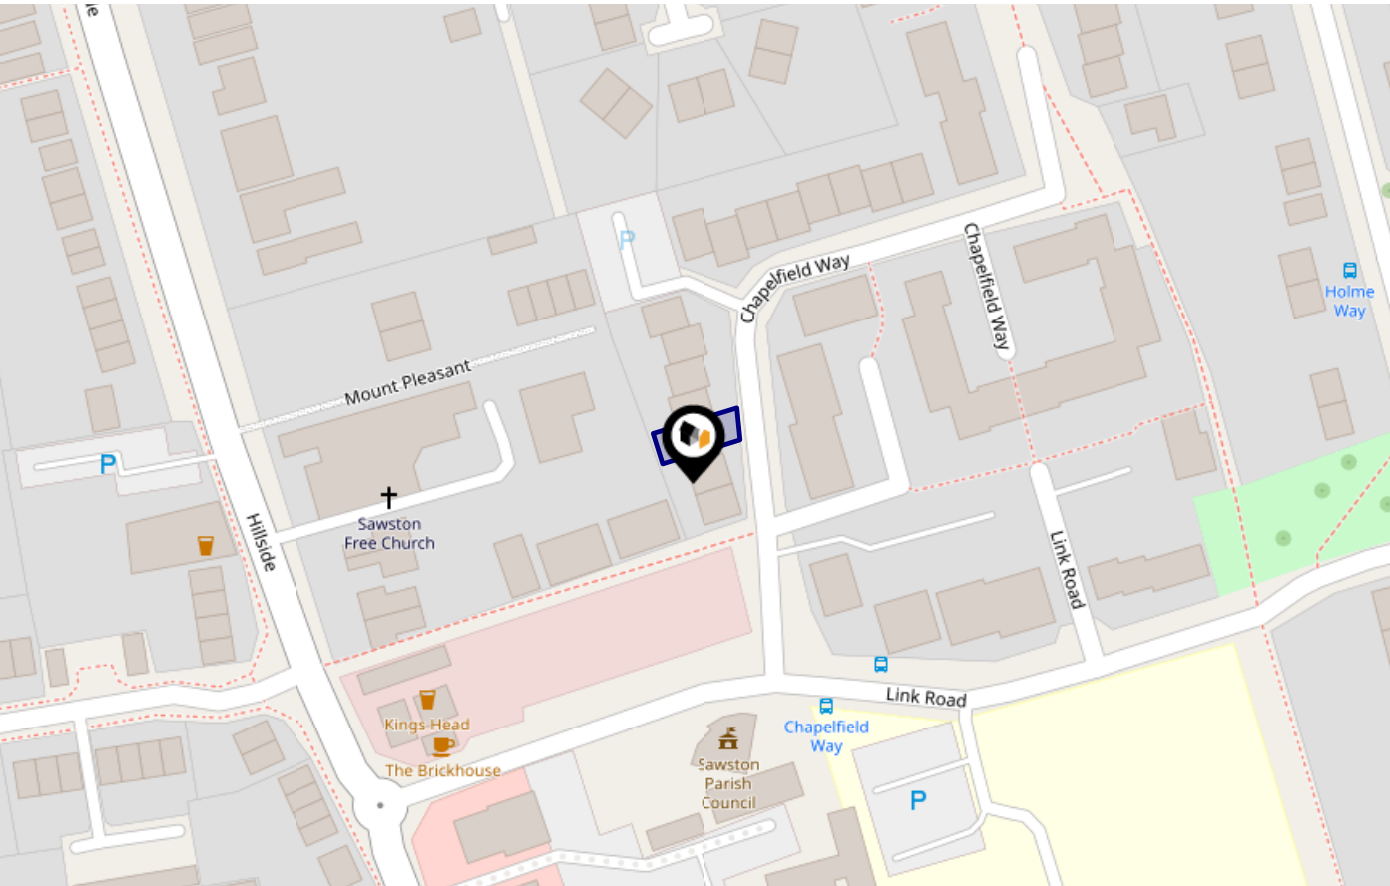 P
Chapelfield Way
Chapelfield Way
Holme
Way
Mount Pleasant
P
Hillside
Sawston
Free Church
Link Road
Link Road
Kings Head
The Brickhouse
Chapelfield
Way
Sawston
Parish
Council
P